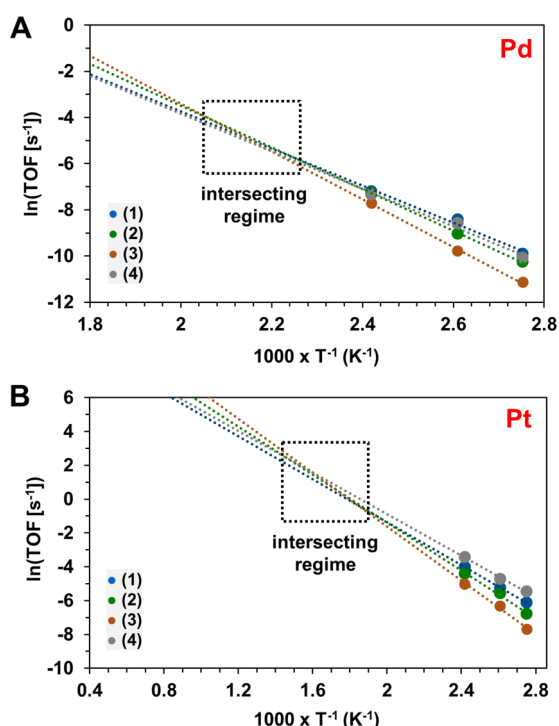 A
Pd
ln(TOF [s⁻¹])
0
-2
-4
-6
-8
-10
-12
intersecting
regime
(1)
(2)
(3)
(4)
1.8 2 2.2 2.4 2.6 2.8
1000 x T⁻¹ (K⁻¹)
B
Pt
ln(TOF [s⁻¹])
6
4
2
0
-2
-4
-6
-8
-10
intersecting
regime
(1)
(2)
(3)
(4)
0.4 0.8 1.2 1.6 2 2.4 2.8
1000 x T⁻¹ (K⁻¹)